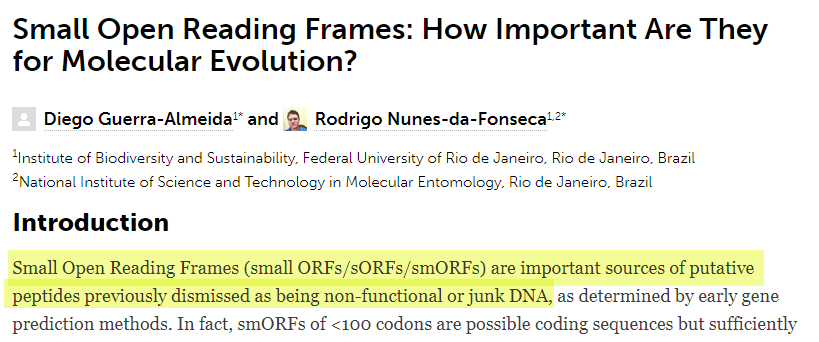 Small Open Reading Frames: How Important Are They
for Molecular Evolution?
Diego Guerra-Almeida1* and Rodrigo Nunes-da-Fonseca1,2*
1Institute of Biodiversity and Sustainability, Federal University of Rio de Janeiro, Rio de Janeiro, Brazil
2National Institute of Science and Technology in Molecular Entomology, Rio de Janeiro, Brazil
Introduction
Small Open Reading Frames (small ORFs/sORFs/smORFs) are important sources of putative
peptides previously dismissed as being non-functional or junk DNA, as determined by early gene
prediction methods. In fact, smORFs of <100 codons are possible coding sequences but sufficiently